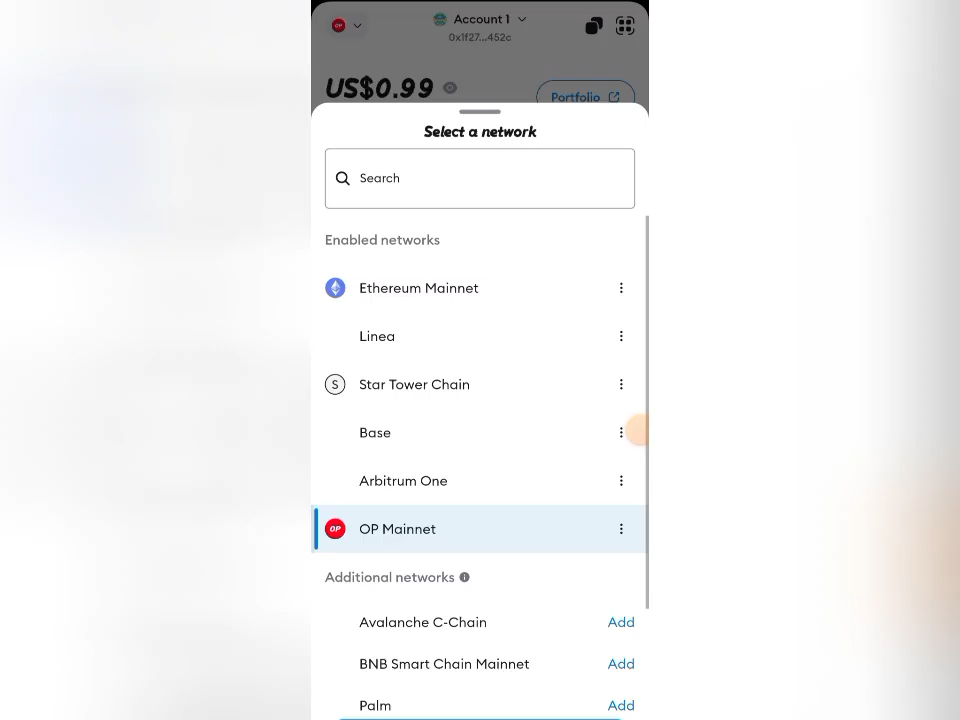 OP
Account 1
0x1f27...452c
US$0.99
Portfolio
Select a network
Search
Enabled networks
Ethereum Mainnet
Linea
S
Star Tower Chain
Base
Arbitrum One
OP
OP Mainnet
Additional networks
Avalanche C-Chain
Add
BNB Smart Chain Mainnet
Add
Palm
Add